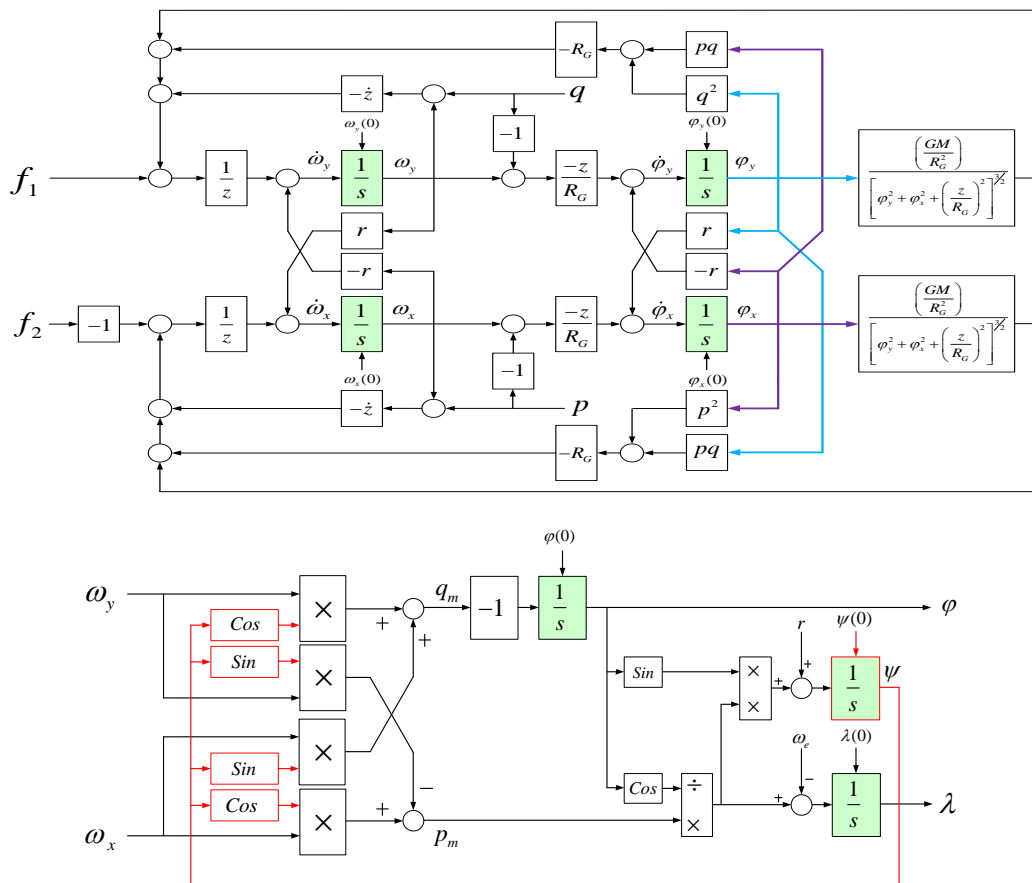 −R_G
pq
q²
−ż
q
ω_y(0)
φ_y(0)
−1
f₁
1/z
ω̇_y
1/s
ω_y
−z/R_G
φ̇_y
1/s
φ_y
(GM/R_G²) / [φ_y² + φ_x² + (z/R_G)²]^(3/2)
r
r
−r
−r
f₂
−1
1/z
ω̇_x
1/s
ω_x
−z/R_G
φ̇_x
1/s
φ_x
(GM/R_G²) / [φ_y² + φ_x² + (z/R_G)²]^(3/2)
−1
ω_x(0)
φ_x(0)
−ż
p
p²
−R_G
pq
φ(0)
ω_y
Cos
×
+
q_m
−1
1/s
φ
+
Sin
×
r
ψ(0)
Sin
×
×
+
+
1/s
ψ
Sin
×
ω_e
λ(0)
Cos
×
−
+
p_m
Cos
÷
×
+
−
1/s
λ
ω_x